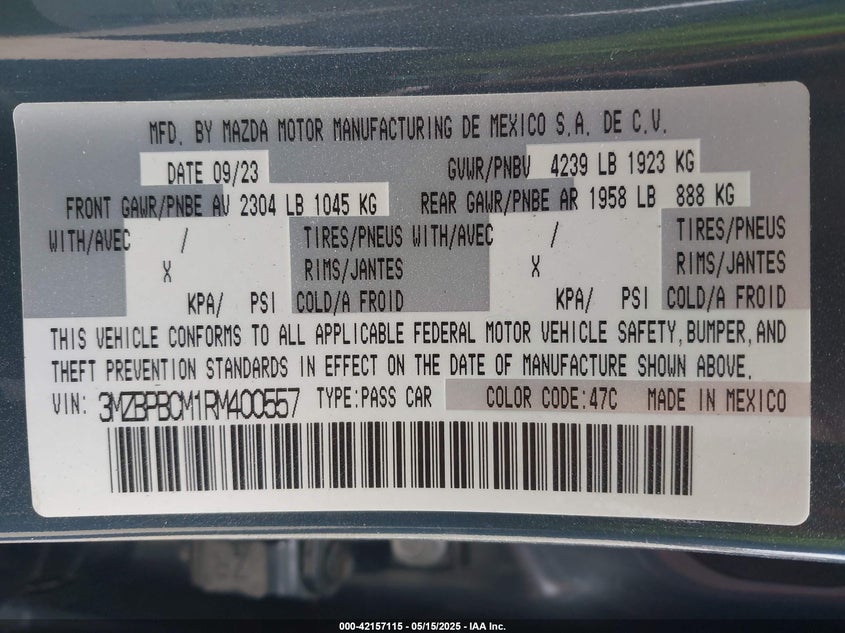 MFD. BY MAZDA MOTOR MANUFACTURING DE MEXICO S.A. DE C.V.
DATE 09/23 GVWR/PNBV 4239 LB 1923 KG
FRONT GAWR/PNBE AV 2304 LB 1045 KG REAR GAWR/PNBE AR 1958 LB 888 KG
WITH/AVEC / TIRES/PNEUS WITH/AVEC / TIRES/PNEUS
X RIMS/JANTES X RIMS/JANTES
KPA/ PSI COLD/A FROID KPA/ PSI COLD/A FROID
THIS VEHICLE CONFORMS TO ALL APPLICABLE FEDERAL MOTOR VEHICLE SAFETY, BUMPER, AND
THEFT PREVENTION STANDARDS IN EFFECT ON THE DATE OF MANUFACTURE SHOWN ABOVE.
VIN: 3MZBPBCM1RM400557 TYPE:PASS CAR COLOR CODE:47C MADE IN MEXICO
000-42157115 - 05/15/2025 - IAA Inc.